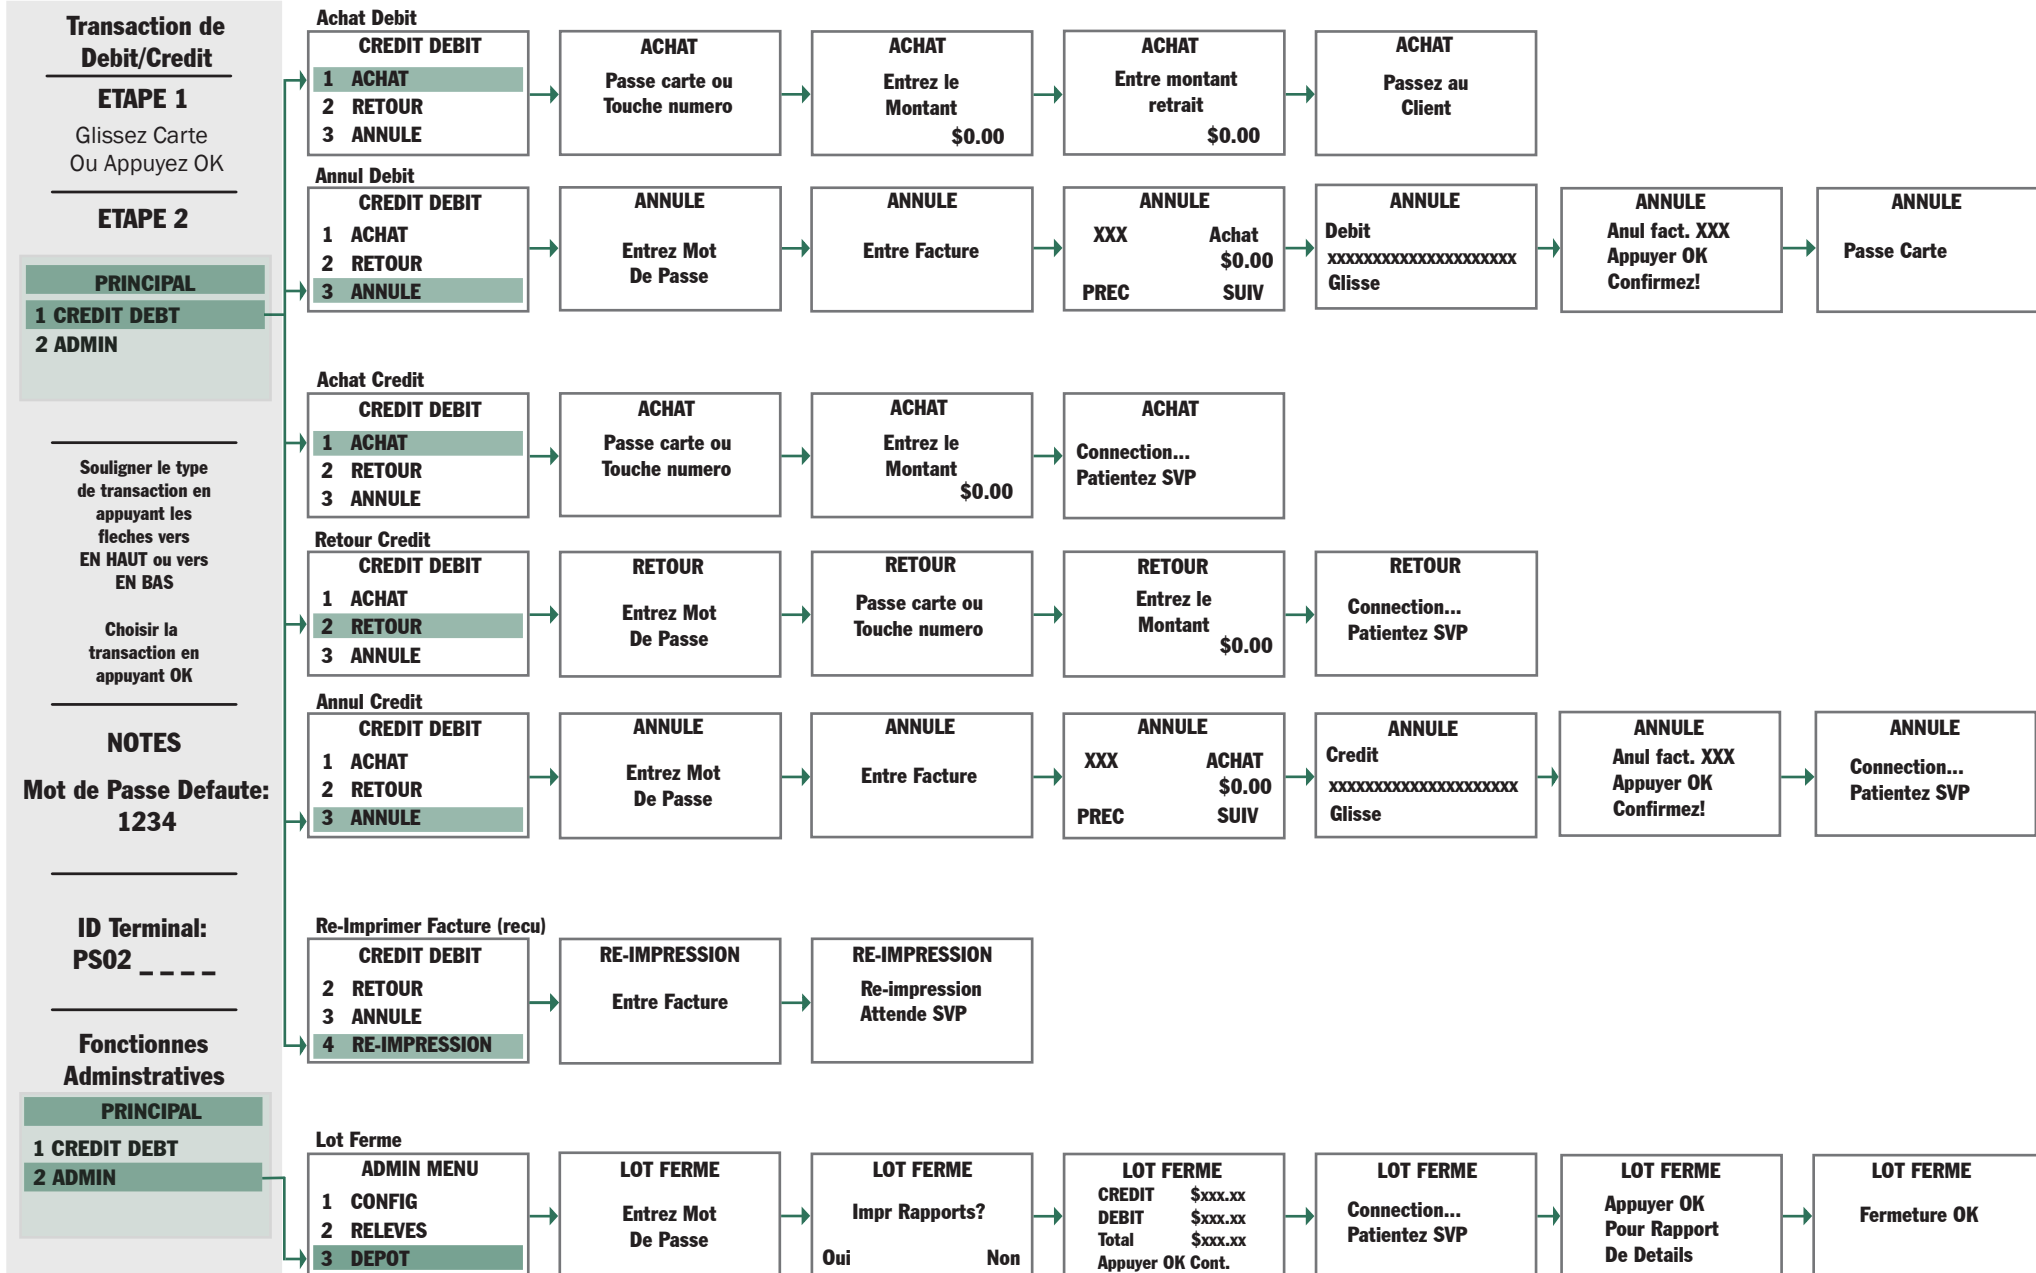 Transaction de
Debit/Credit
ETAPE 1
Glissez Carte
Ou Appuyez OK
ETAPE 2
PRINCIPAL
1 CREDIT DEBT
2 ADMIN
Souligner le type
de transaction en
appuyant les
fleches vers
EN HAUT ou vers
EN BAS
Choisir la
transaction en
appuyant OK
NOTES
Mot de Passe Defaute:
1234
ID Terminal:
PS02 _ _ _ _
Fonctionnes
Adminstratives
PRINCIPAL
1 CREDIT DEBT
2 ADMIN
Achat Debit
CREDIT DEBIT
1 ACHAT
2 RETOUR
3 ANNULE
ACHAT
Passe carte ou
Touche numero
ACHAT
Entrez le
Montant
$0.00
ACHAT
Entre montant
retrait
$0.00
ACHAT
Passez au
Client
Annul Debit
CREDIT DEBIT
1 ACHAT
2 RETOUR
3 ANNULE
ANNULE
Entrez Mot
De Passe
ANNULE
Entre Facture
ANNULE
XXX Achat
$0.00
PREC SUIV
ANNULE
Debit
xxxxxxxxxxxxxxxxxxxxx
Glisse
ANNULE
Anul fact. XXX
Appuyer OK
Confirmez!
ANNULE
Passe Carte
Achat Credit
CREDIT DEBIT
1 ACHAT
2 RETOUR
3 ANNULE
ACHAT
Passe carte ou
Touche numero
ACHAT
Entrez le
Montant
$0.00
ACHAT
Connection...
Patientez SVP
Retour Credit
CREDIT DEBIT
1 ACHAT
2 RETOUR
3 ANNULE
RETOUR
Entrez Mot
De Passe
RETOUR
Passe carte ou
Touche numero
RETOUR
Entrez le
Montant
$0.00
RETOUR
Connection...
Patientez SVP
Annul Credit
CREDIT DEBIT
1 ACHAT
2 RETOUR
3 ANNULE
ANNULE
Entrez Mot
De Passe
ANNULE
Entre Facture
ANNULE
XXX ACHAT
$0.00
PREC SUIV
ANNULE
Credit
xxxxxxxxxxxxxxxxxxxxx
Glisse
ANNULE
Anul fact. XXX
Appuyer OK
Confirmez!
ANNULE
Connection...
Patientez SVP
Re-Imprimer Facture (recu)
CREDIT DEBIT
2 RETOUR
3 ANNULE
4 RE-IMPRESSION
RE-IMPRESSION
Entre Facture
RE-IMPRESSION
Re-impression
Attende SVP
Lot Ferme
ADMIN MENU
1 CONFIG
2 RELEVES
3 DEPOT
LOT FERME
Entrez Mot
De Passe
LOT FERME
Impr Rapports?
Oui Non
LOT FERME
CREDIT $xxx.xx
DEBIT $xxx.xx
Total $xxx.xx
Appuyer OK Cont.
LOT FERME
Connection...
Patientez SVP
LOT FERME
Appuyer OK
Pour Rapport
De Details
LOT FERME
Fermeture OK